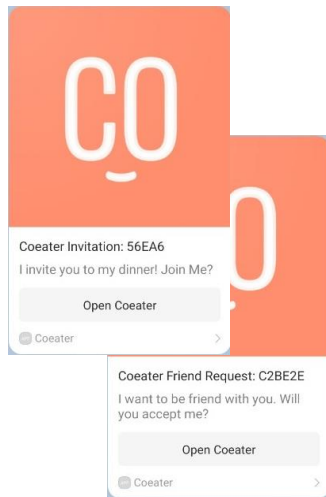 CO
Coeater Invitation: 56EA6
I invite you to my dinner! Join Me?
Open Coeater
Coeater
Coeater Friend Request: C2BE2E
I want to be friend with you. Will
you accept me?
Open Coeater
Coeater